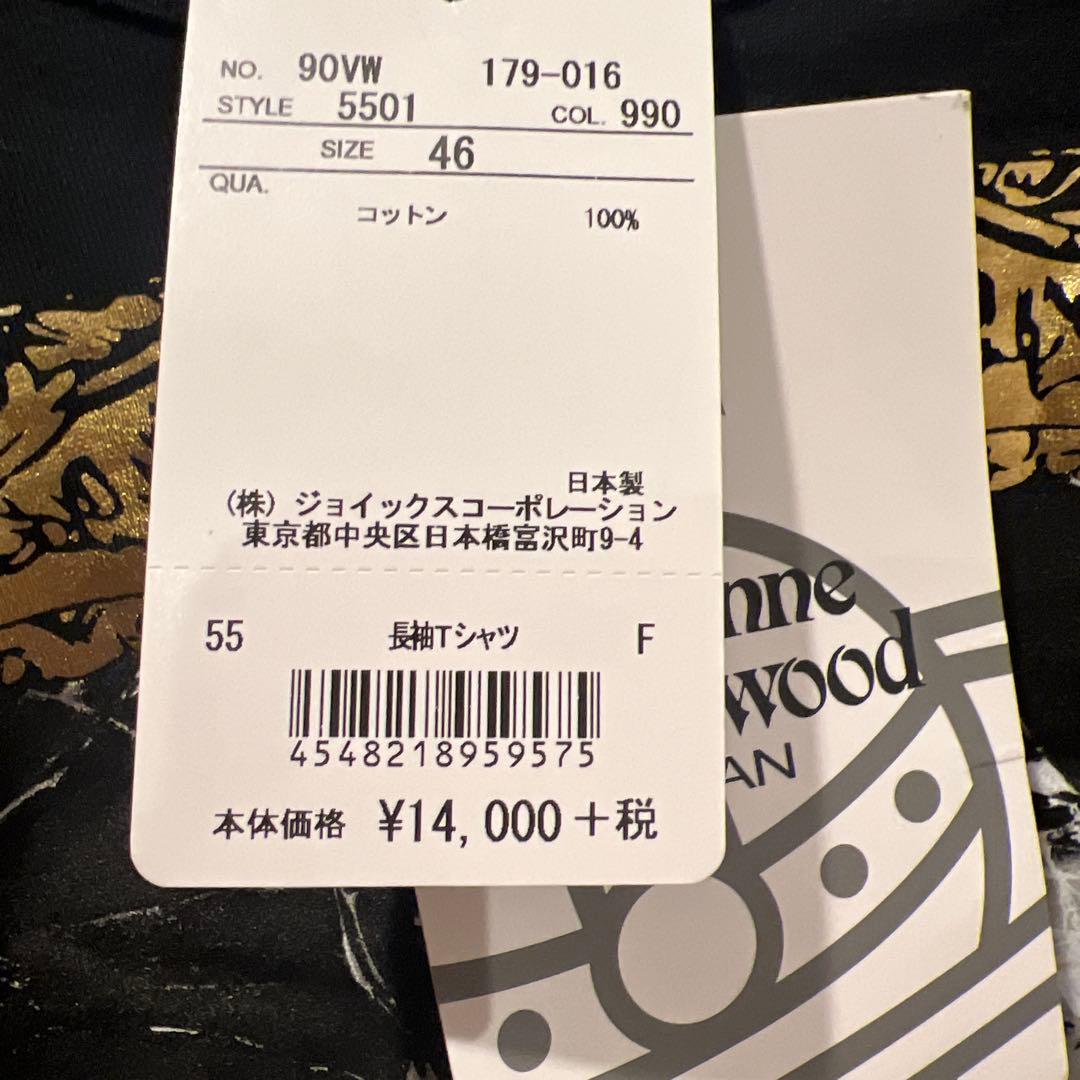 NO. 90VW 179-016
STYLE 5501 COL. 990
SIZE 46
QUA.
コットン 100%
日本製
(株) ジョイックスコーポレーション
東京都中央区日本橋富沢町9-4
55 長袖Tシャツ F
4548218959575
本体価格 ¥14,000+税
nne
wood
AN